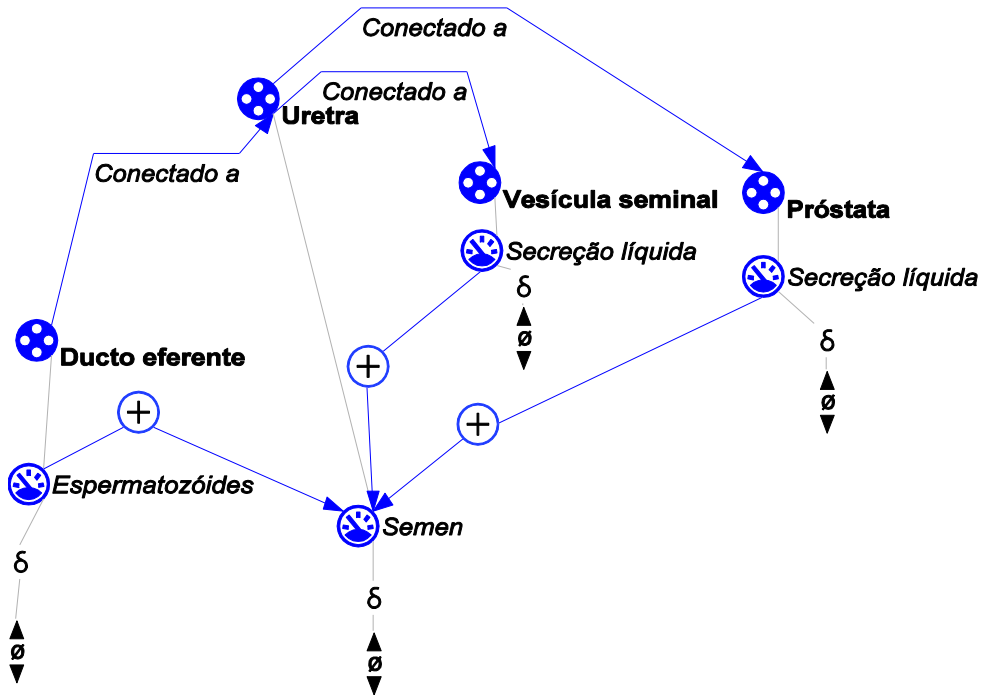 Conectado a
Uretra
Conectado a
Conectado a
Vesícula seminal
Próstata
Secreção líquida
Secreção líquida
δ
ø
δ
ø
Ducto eferente
+
+
+
Espermatozóides
Semen
δ
ø
δ
ø